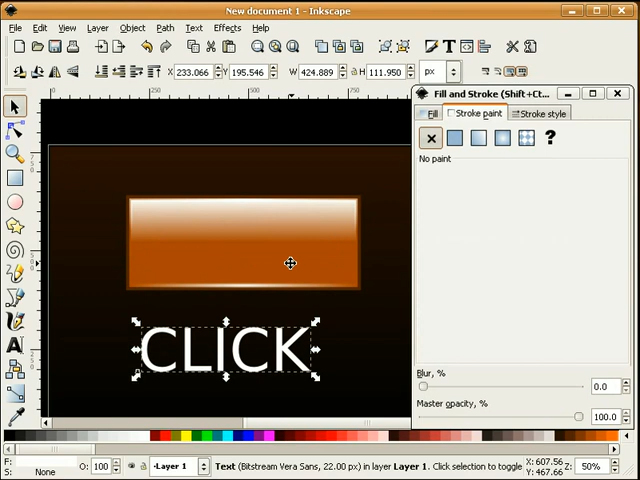 New document 1 - Inkscape
File Edit View Layer Object Path Text Effects Help
X 233.066 Y 195.546 W 424.889 H 111.950 px
Fill and Stroke (Shift+Ct...
Fill Stroke paint Stroke style
?
No paint
CLICK
Blur, %
0.0
Master opacity, %
100.0
F:
S: None
O: 100
-Layer 1
Text (Bitstream Vera Sans, 22.00 px) in layer Layer 1. Click selection to toggle
X: 607.56
Y: 467.66
Z: 50%